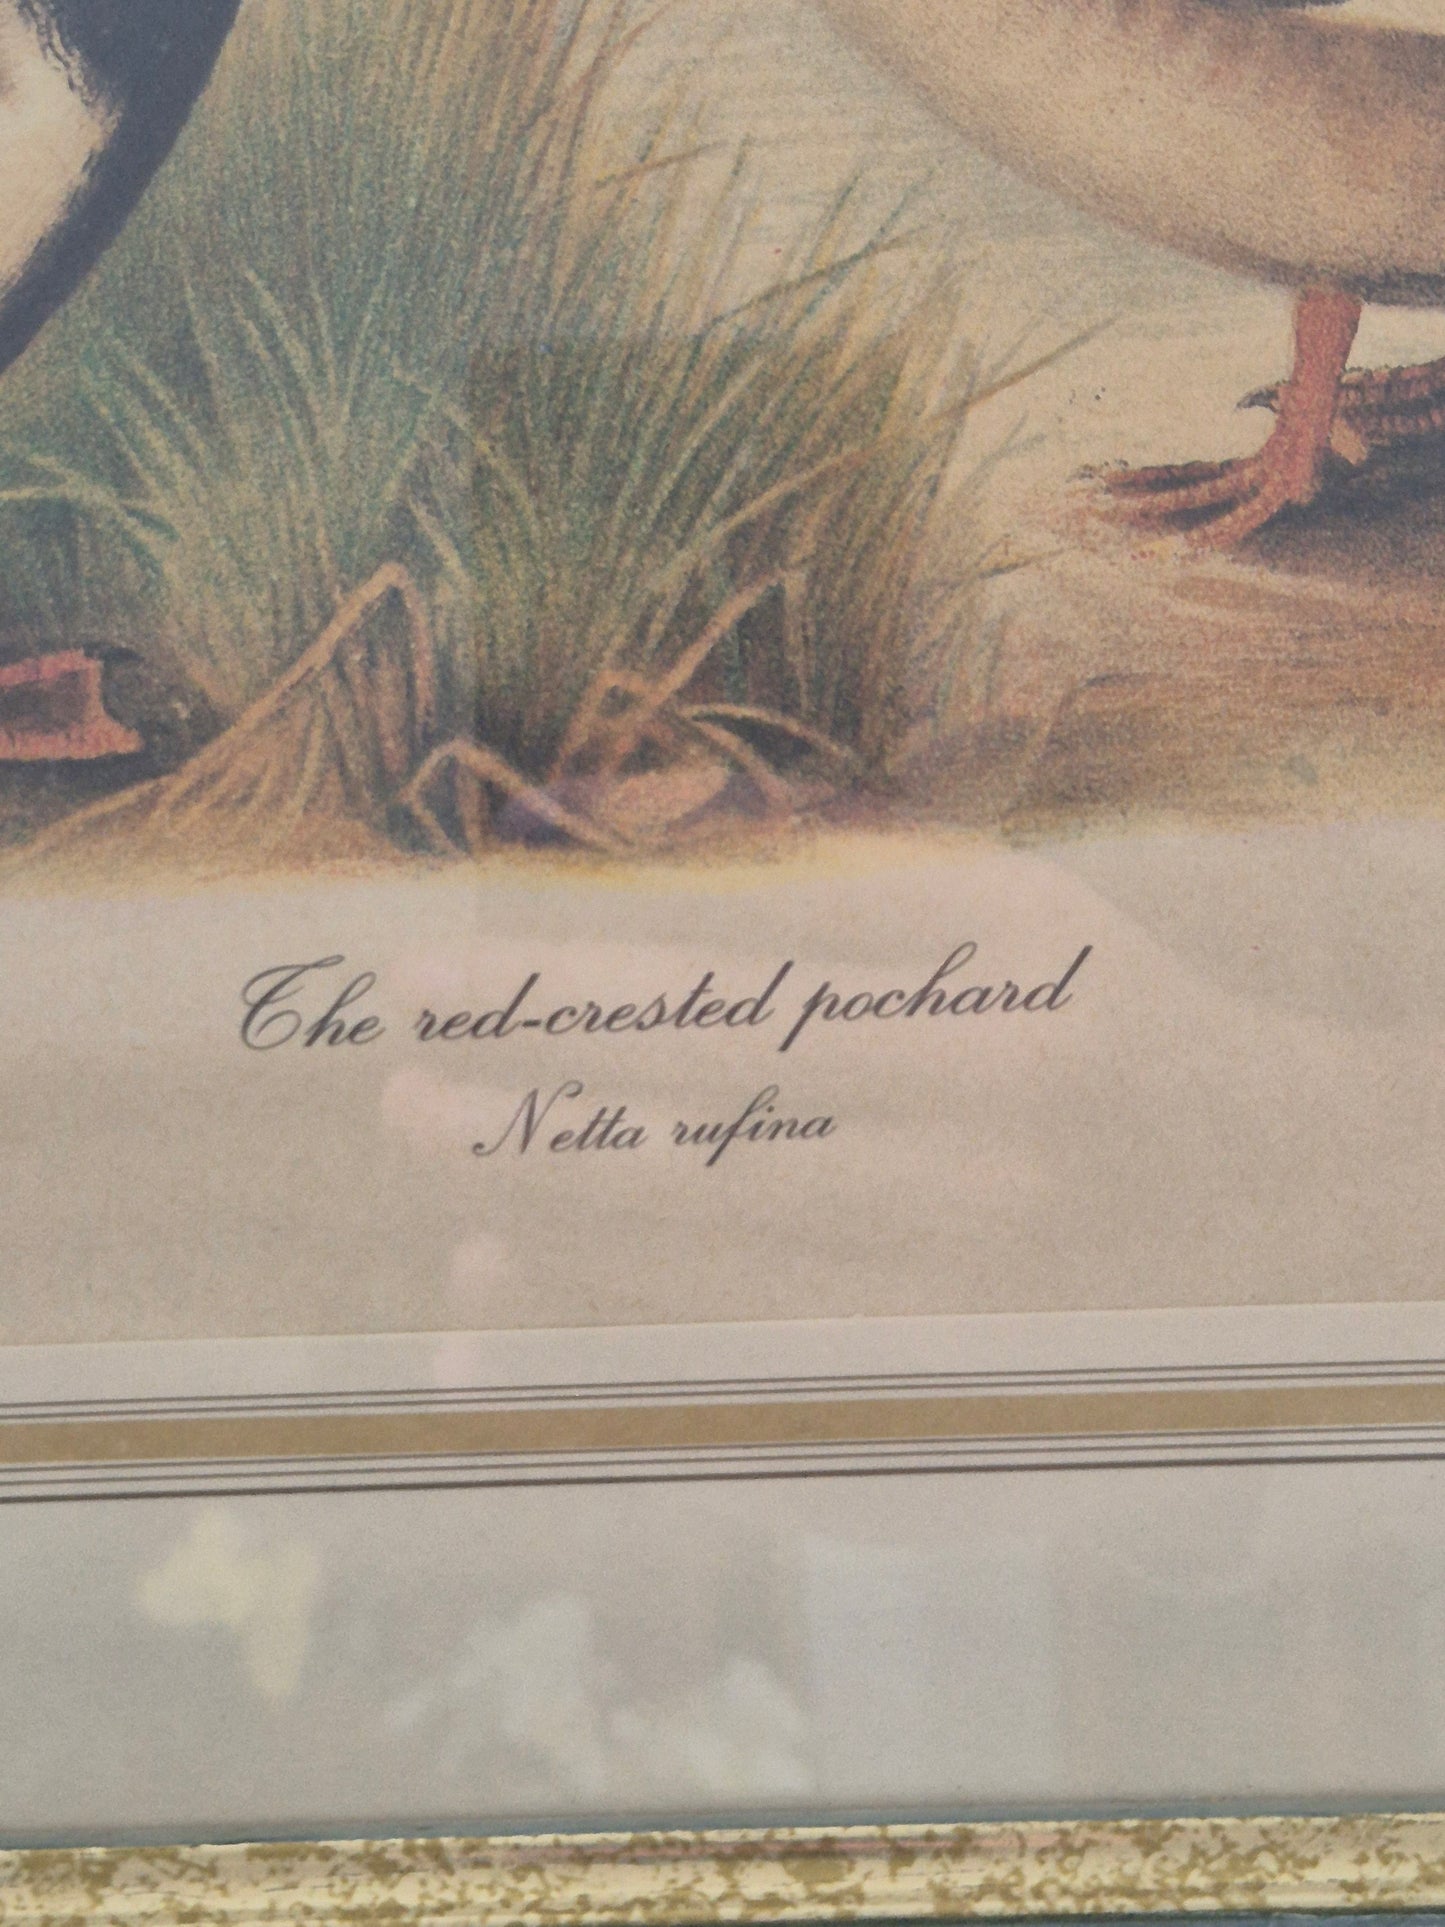 The red-crested pochard
Netta rufina